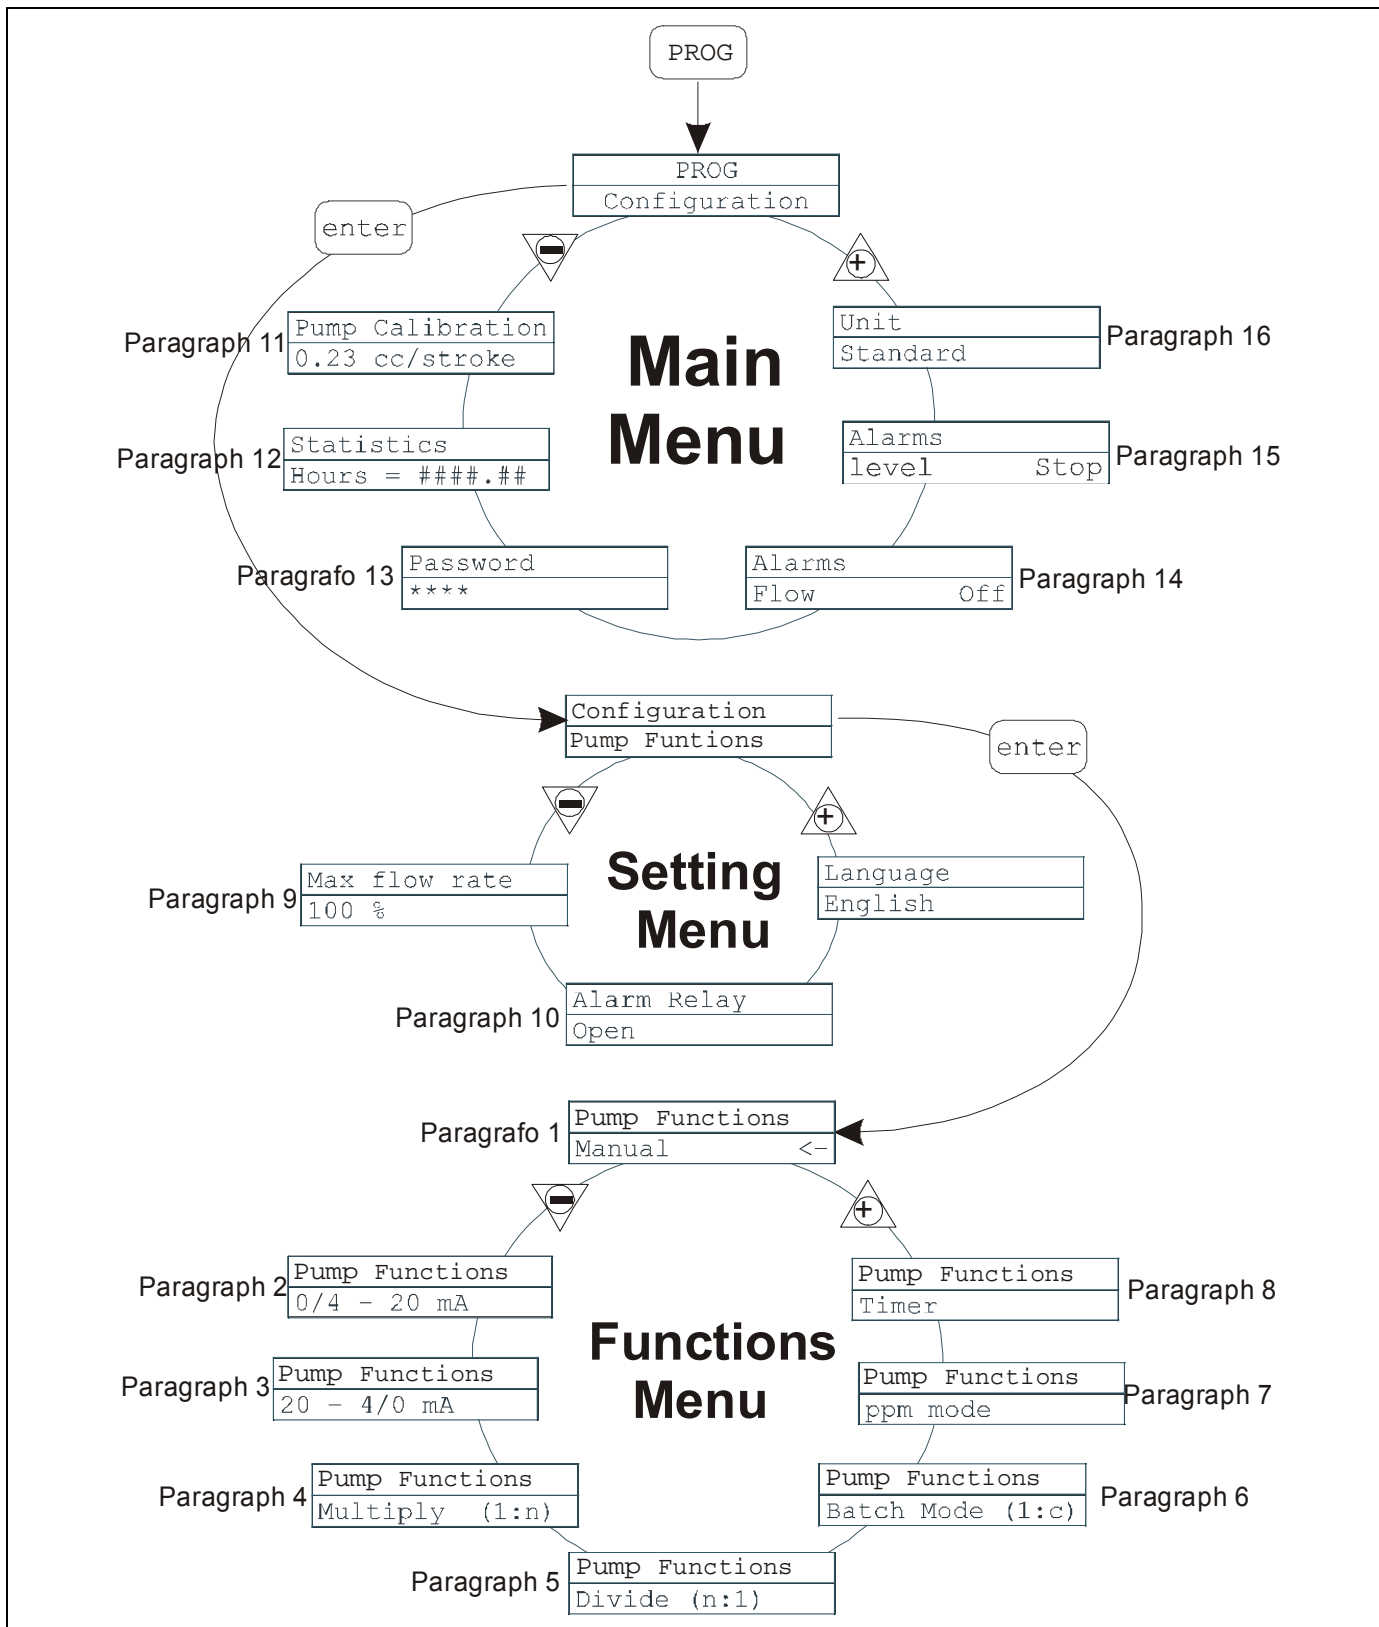 PROG
PROG
Configuration
enter
Paragraph 11
Pump Calibration
0.23 cc/stroke
Unit
Standard
Paragraph 16
Main
Menu
Paragraph 12
Statistics
Hours = ####.##
Alarms
level Stop
Paragraph 15
Paragrafo 13
Password
****
Alarms
Flow Off
Paragraph 14
Configuration
Pump Funtions
enter
Paragraph 9
Max flow rate
100 %
Setting
Menu
Language
English
Paragraph 10
Alarm Relay
Open
Paragrafo 1
Pump Functions
Manual <-
Paragraph 2
Pump Functions
0/4 - 20 mA
Pump Functions
Timer
Paragraph 8
Functions
Menu
Paragraph 3
Pump Functions
20 - 4/0 mA
Pump Functions
ppm mode
Paragraph 7
Paragraph 4
Pump Functions
Multiply (1:n)
Pump Functions
Batch Mode (1:c)
Paragraph 6
Paragraph 5
Pump Functions
Divide (n:1)